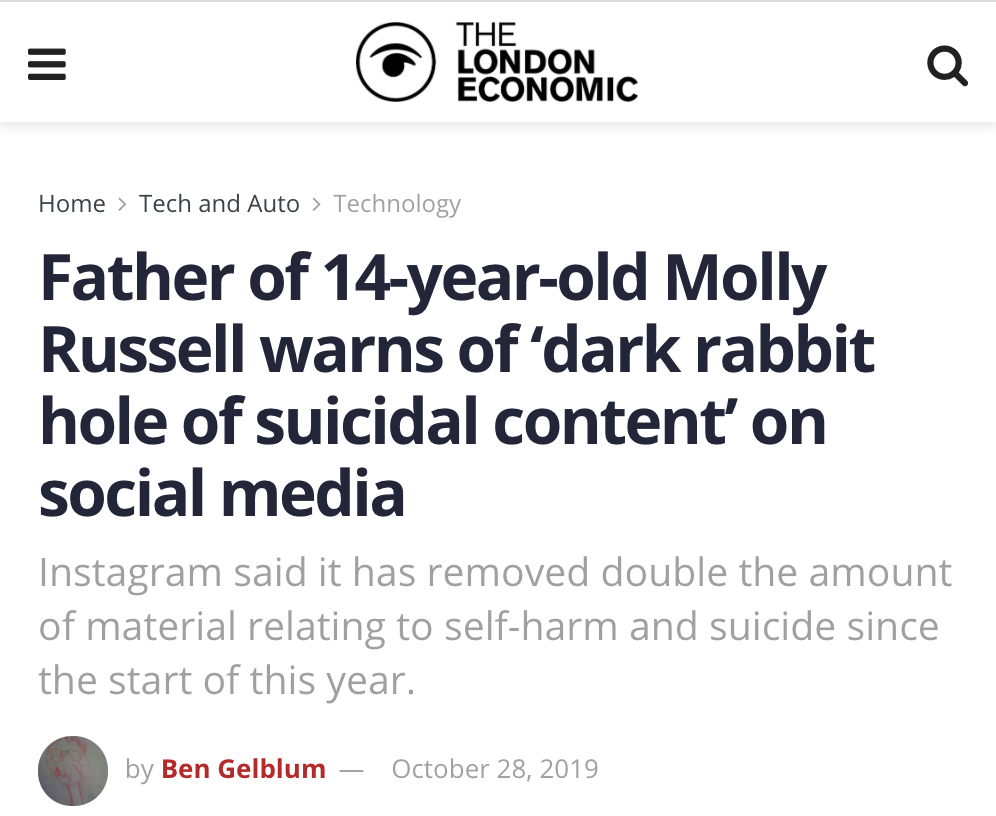 THE
LONDON
ECONOMIC
Home > Tech and Auto > Technology
Father of 14-year-old Molly
Russell warns of ‘dark rabbit
hole of suicidal content’ on
social media
Instagram said it has removed double the amount
of material relating to self-harm and suicide since
the start of this year.
by Ben Gelblum — October 28, 2019